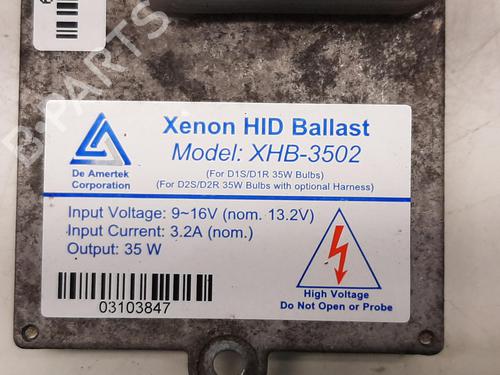 Xenon HID Ballast
Model: XHB-3502
De Amertek
Corporation
(For D1S/D1R 35W Bulbs)
(For D2S/D2R 35W Bulbs with optional Harness)
Input Voltage: 9~16V (nom. 13.2V)
Input Current: 3.2A (nom.)
Output: 35 W
03103847
High Voltage
Do Not Open or Probe
B-PARTS